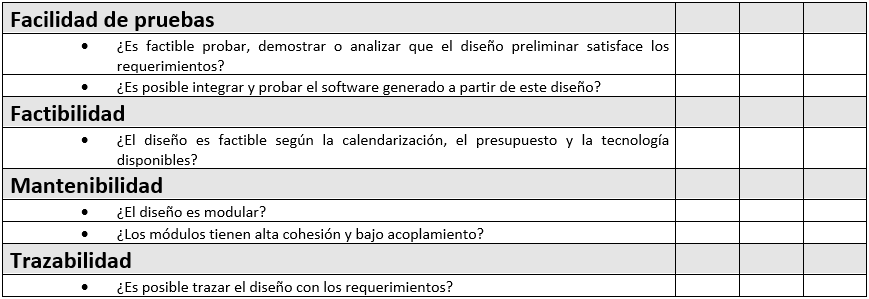 Facilidad de pruebas
• ¿Es factible probar, demostrar o analizar que el diseño preliminar satisface los
requerimientos?
• ¿Es posible integrar y probar el software generado a partir de este diseño?
Factibilidad
• ¿El diseño es factible según la calendarización, el presupuesto y la tecnología
disponibles?
Mantenibilidad
• ¿El diseño es modular?
• ¿Los módulos tienen alta cohesión y bajo acoplamiento?
Trazabilidad
• ¿Es posible trazar el diseño con los requerimientos?